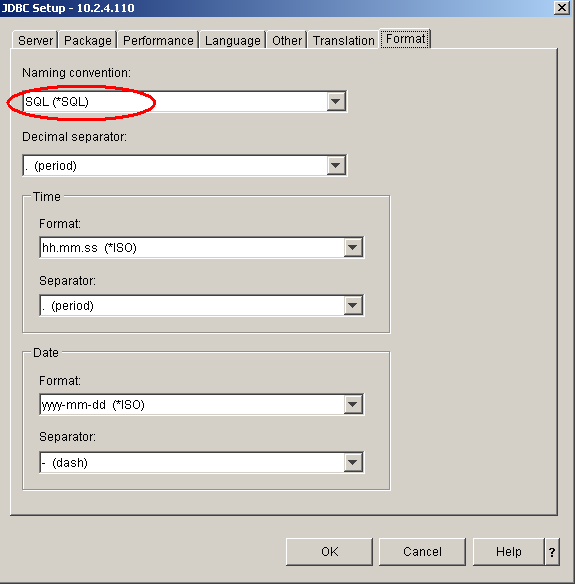 JDBC Setup - 10.2.4.110
Server Package Performance Language Other Translation Format
Naming convention:
SQL (*SQL)
Decimal separator:
. (period)
Time
Format:
hh.mm.ss (*ISO)
Separator:
. (period)
Date
Format:
yyyy-mm-dd (*ISO)
Separator:
- (dash)
OK Cancel Help ?